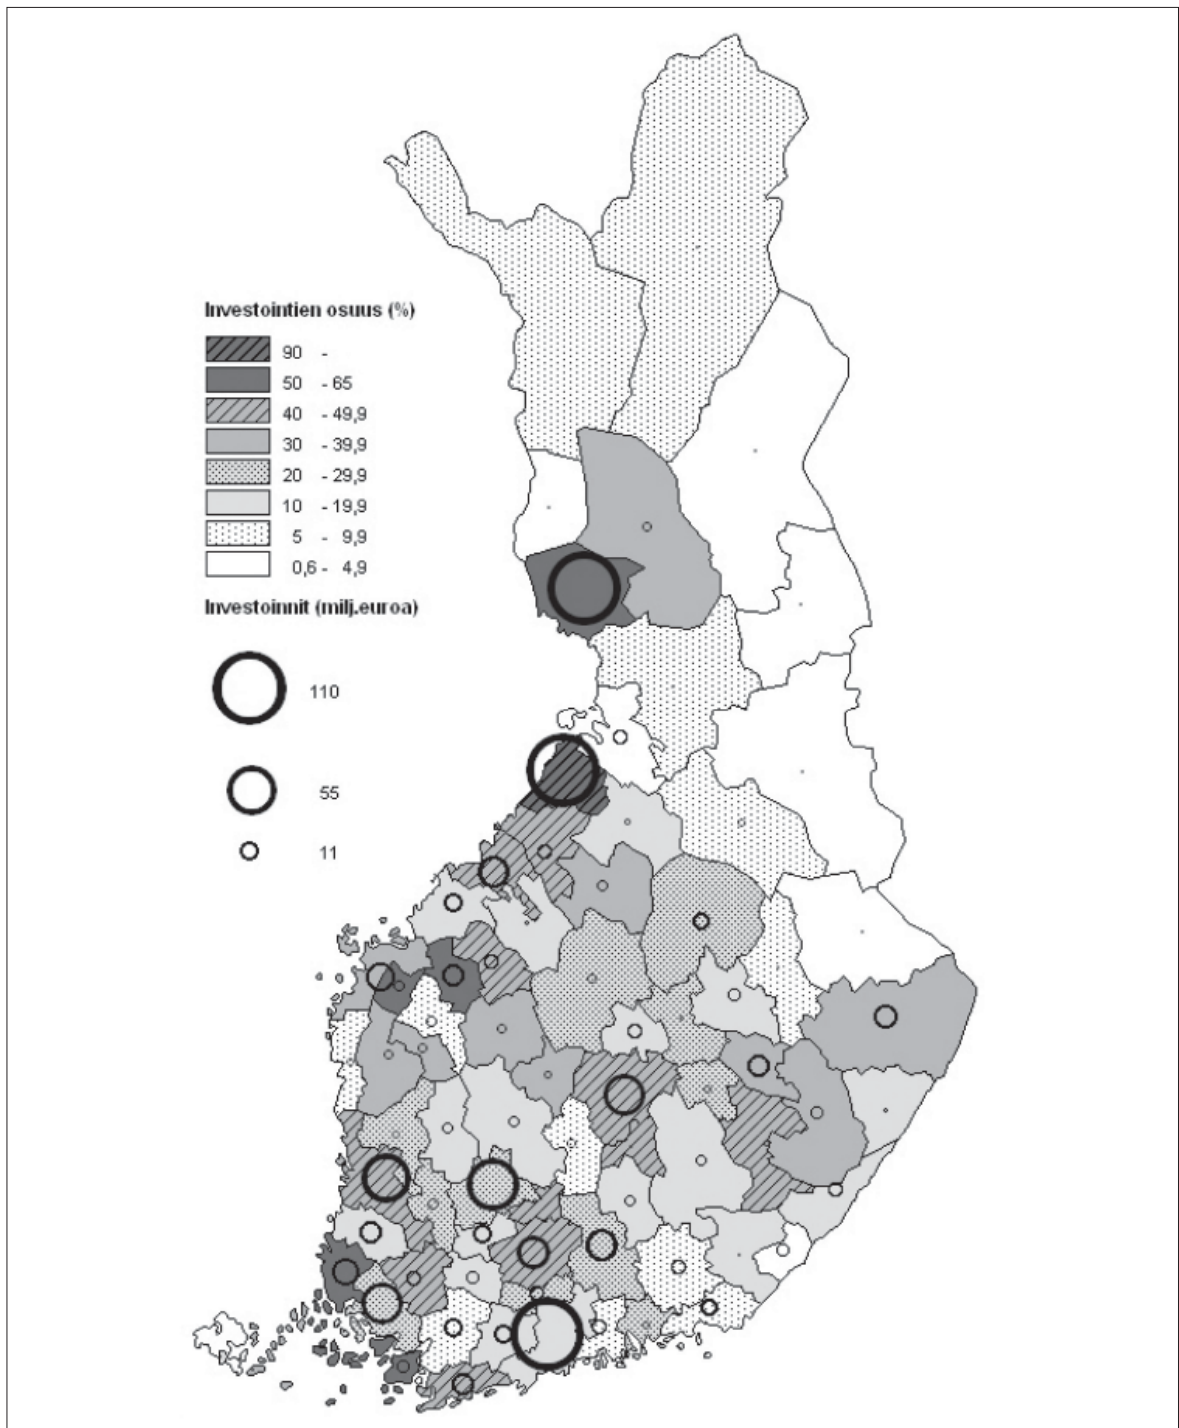 Investointien osuus (%)
90 -
50 - 65
40 - 49,9
30 - 39,9
20 - 29,9
10 - 19,9
5 - 9,9
0,6 - 4,9
Investoinnit (milj.euroa)
110
55
11